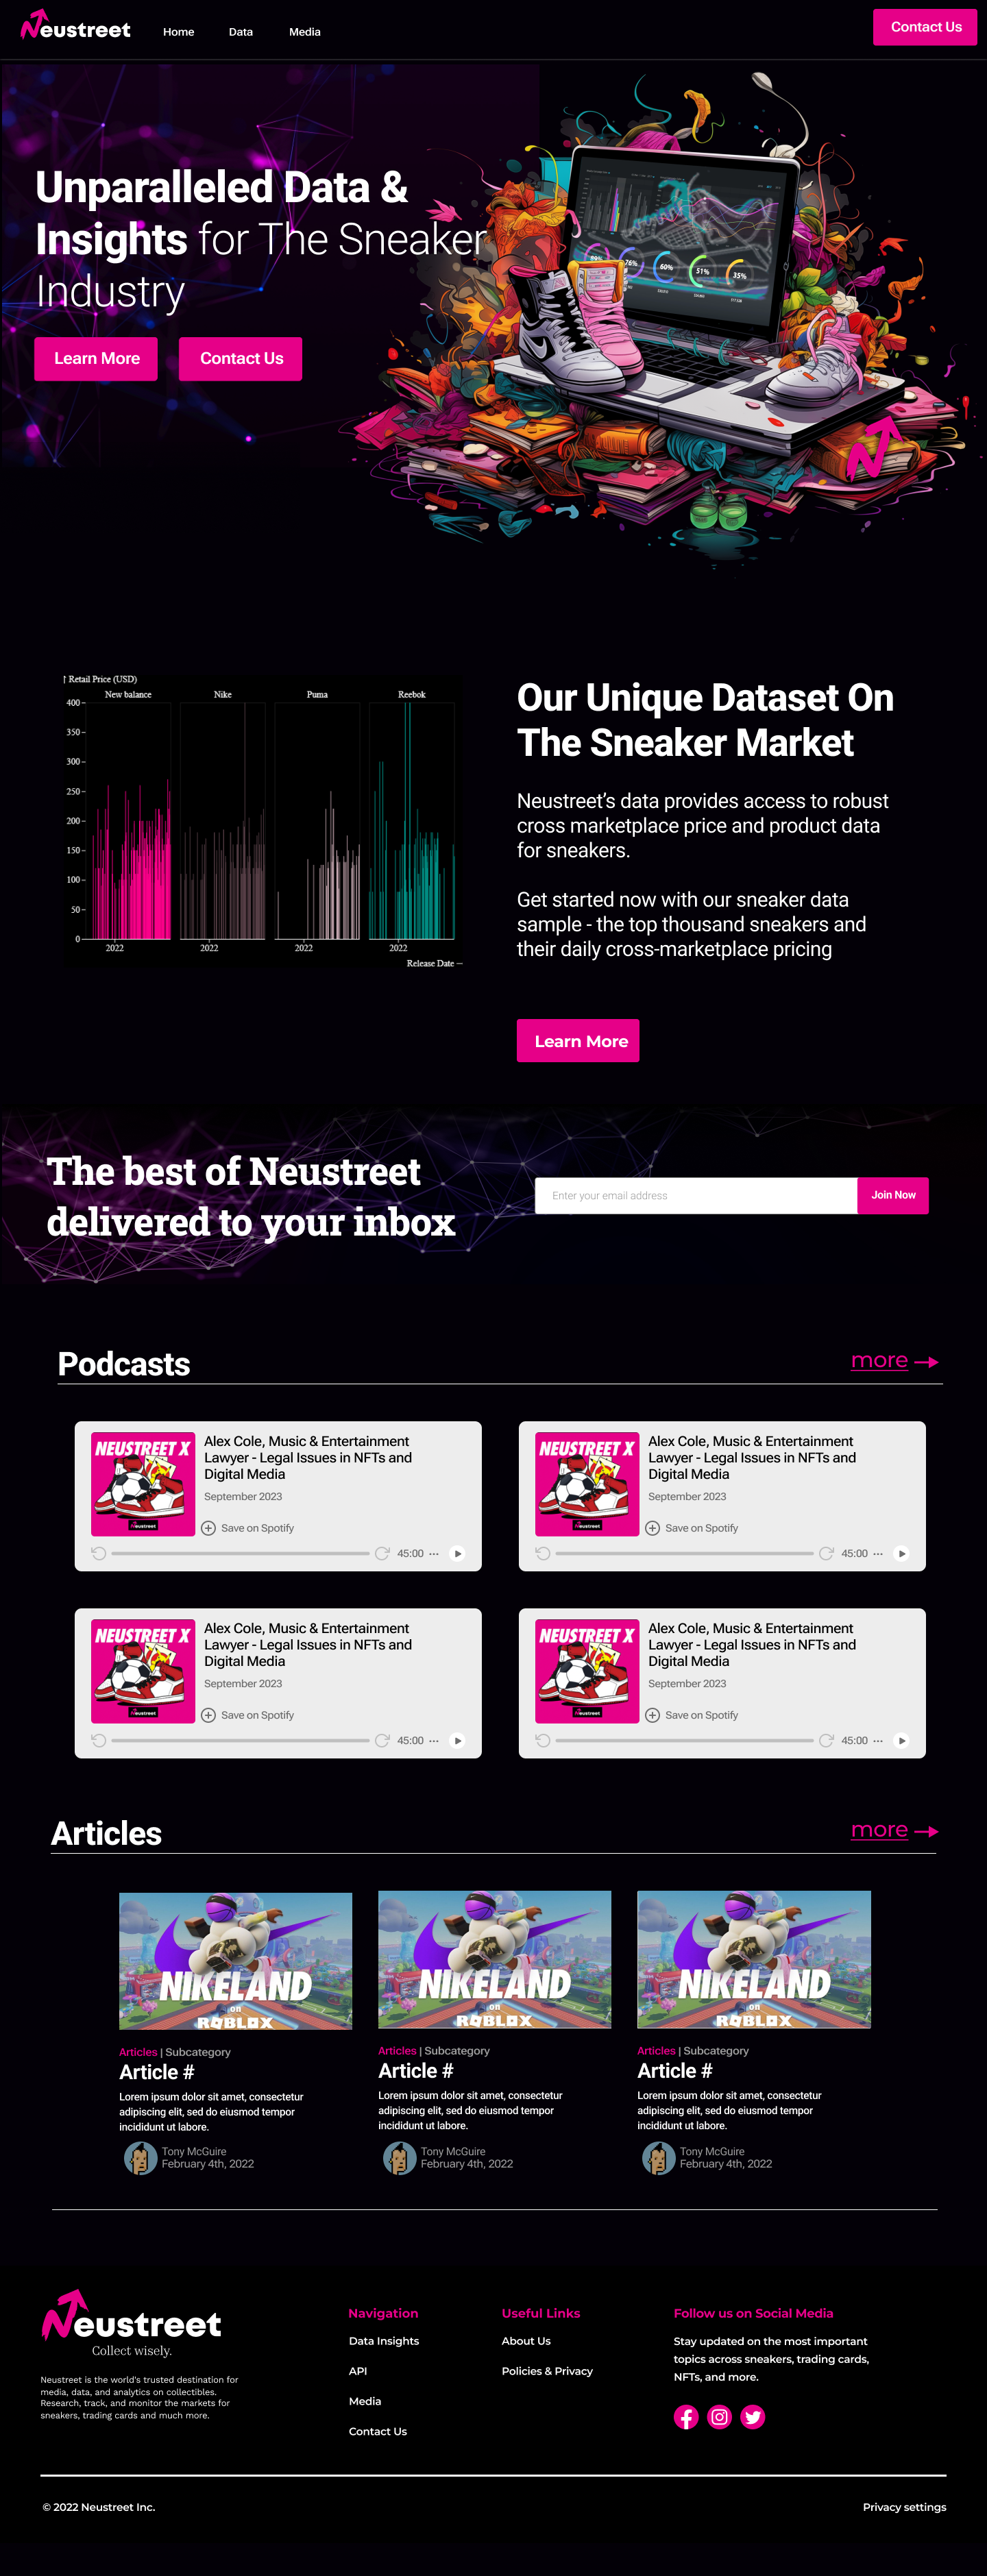 Neustreet
Home Data Media
Contact Us
Unparalleled Data &
Insights for The Sneaker
Industry
Learn More Contact Us
76% 60% 51% 35%
↑ Retail Price (USD)
New balance Nike Puma Reebok
400
350
300
250
200
150
100
50
0
2022 2022 2022 2022
Release Date
Our Unique Dataset On
The Sneaker Market
Neustreet’s data provides access to robust
cross marketplace price and product data
for sneakers.
Get started now with our sneaker data
sample - the top thousand sneakers and
their daily cross-marketplace pricing
Learn More
The best of Neustreet
delivered to your inbox
Enter your email address
Join Now
Podcasts
more
NEUSTREET X
Neustreet
Alex Cole, Music & Entertainment
Lawyer - Legal Issues in NFTs and
Digital Media
September 2023
Save on Spotify
45:00 ...
NEUSTREET X
Neustreet
Alex Cole, Music & Entertainment
Lawyer - Legal Issues in NFTs and
Digital Media
September 2023
Save on Spotify
45:00 ...
NEUSTREET X
Neustreet
Alex Cole, Music & Entertainment
Lawyer - Legal Issues in NFTs and
Digital Media
September 2023
Save on Spotify
45:00 ...
NEUSTREET X
Neustreet
Alex Cole, Music & Entertainment
Lawyer - Legal Issues in NFTs and
Digital Media
September 2023
Save on Spotify
45:00 ...
Articles
more
NIKELAND
on
ROBLOX
Articles | Subcategory
Article #
Lorem ipsum dolor sit amet, consectetur
adipiscing elit, sed do eiusmod tempor
incididunt ut labore.
Tony McGuire
February 4th, 2022
NIKELAND
on
ROBLOX
Articles | Subcategory
Article #
Lorem ipsum dolor sit amet, consectetur
adipiscing elit, sed do eiusmod tempor
incididunt ut labore.
Tony McGuire
February 4th, 2022
NIKELAND
on
ROBLOX
Articles | Subcategory
Article #
Lorem ipsum dolor sit amet, consectetur
adipiscing elit, sed do eiusmod tempor
incididunt ut labore.
Tony McGuire
February 4th, 2022
Neustreet
Collect wisely.
Neustreet is the world's trusted destination for
media, data, and analytics on collectibles.
Research, track, and monitor the markets for
sneakers, trading cards and much more.
Navigation
Data Insights
API
Media
Contact Us
Useful Links
About Us
Policies & Privacy
Follow us on Social Media
Stay updated on the most important
topics across sneakers, trading cards,
NFTs, and more.
© 2022 Neustreet Inc.
Privacy settings